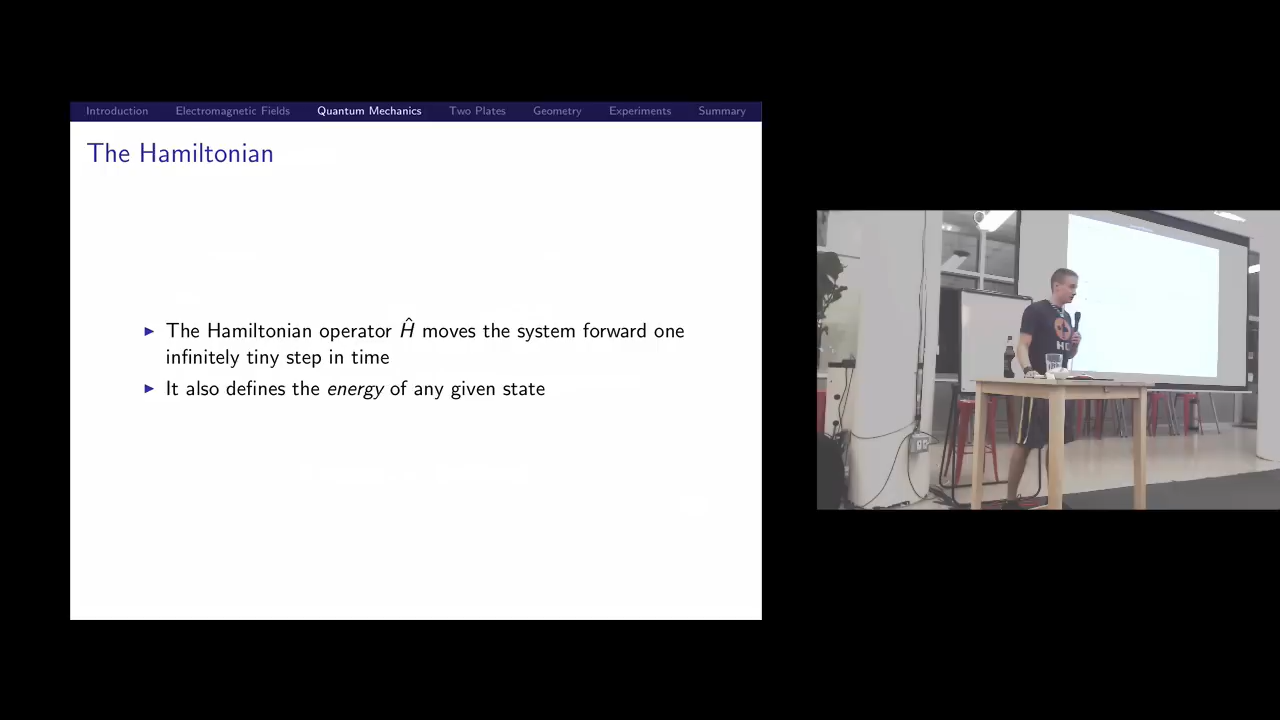 Introduction Electromagnetic Fields Quantum Mechanics Two Plates Geometry Experiments Summary
The Hamiltonian
▶ The Hamiltonian operator Ĥ moves the system forward one
infinitely tiny step in time
▶ It also defines the energy of any given state